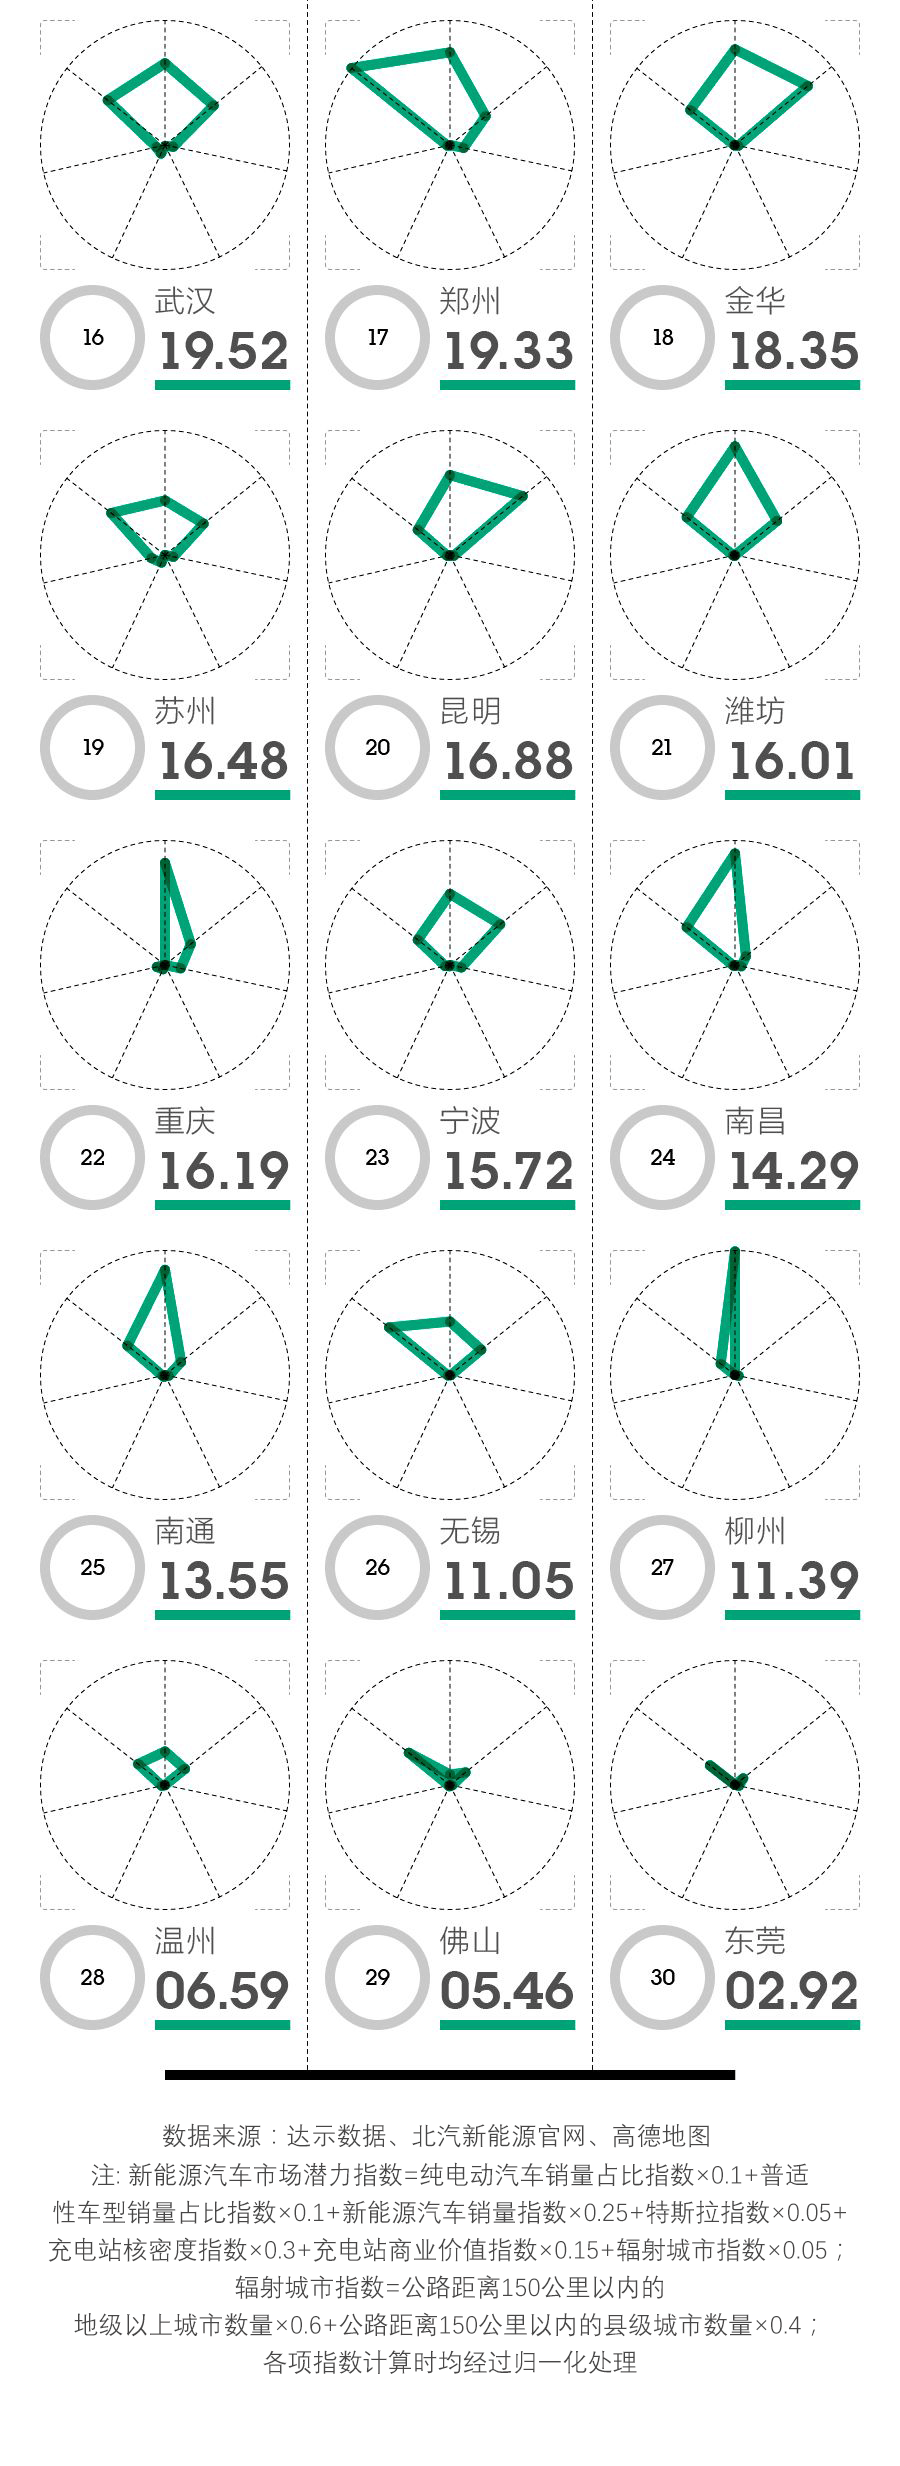 武汉
16
19.52
郑州
17
19.33
金华
18
18.35
苏州
19
16.48
昆明
20
16.88
潍坊
21
16.01
重庆
22
16.19
宁波
23
15.72
南昌
24
14.29
南通
25
13.55
无锡
26
11.05
柳州
27
11.39
温州
28
06.59
佛山
29
05.46
东莞
30
02.92
数据来源：达示数据、北汽新能源官网、高德地图
注: 新能源汽车市场潜力指数=纯电动汽车销量占比指数×0.1+普适
性车型销量占比指数×0.1+新能源汽车销量指数×0.25+特斯拉指数×0.05+
充电站核密度指数×0.3+充电站商业价值指数×0.15+辐射城市指数×0.05；
辐射城市指数=公路距离150公里以内的
地级以上城市数量×0.6+公路距离150公里以内的县级城市数量×0.4；
各项指数计算时均经过归一化处理